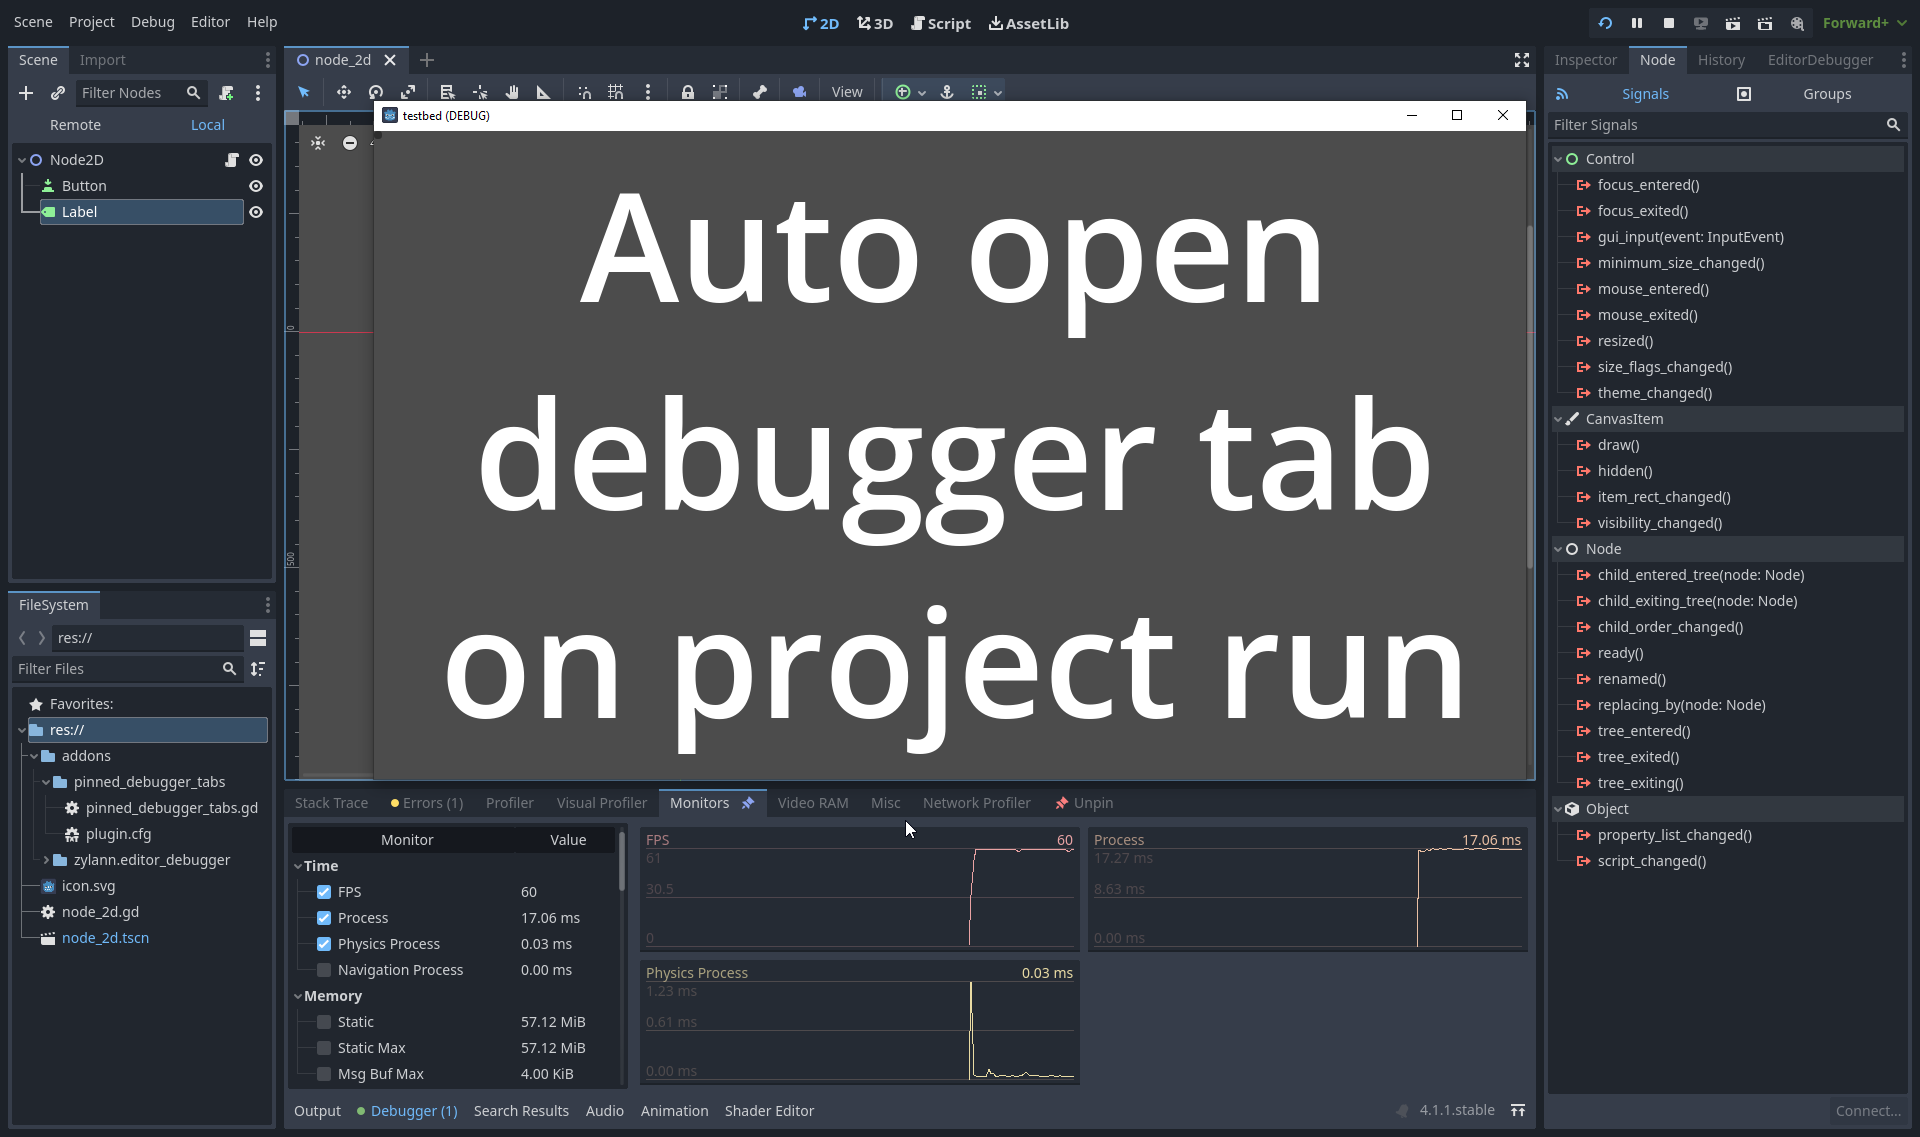 Scene Project Debug Editor Help
2D 3D Script AssetLib
Forward+
Scene Import
Filter Nodes
Remote Local
Node2D
Button
Label
FileSystem
res://
Filter Files
Favorites:
res://
addons
pinned_debugger_tabs
pinned_debugger_tabs.gd
plugin.cfg
zylann.editor_debugger
icon.svg
node_2d.gd
node_2d.tscn
node_2d
View
0
500
testbed (DEBUG)
Auto open
debugger tab
on project run
Stack Trace Errors (1) Profiler Visual Profiler Monitors Video RAM Misc Network Profiler Unpin
Monitor Value
Time
FPS 60
Process 17.06 ms
Physics Process 0.03 ms
Navigation Process 0.00 ms
Memory
Static 57.12 MiB
Static Max 57.12 MiB
Msg Buf Max 4.00 KiB
FPS 60
61
30.5
0
Process 17.06 ms
17.27 ms
8.63 ms
0.00 ms
Physics Process 0.03 ms
1.23 ms
0.61 ms
0.00 ms
Output Debugger (1) Search Results Audio Animation Shader Editor
4.1.1.stable
Inspector Node History EditorDebugger
Signals Groups
Filter Signals
Control
focus_entered()
focus_exited()
gui_input(event: InputEvent)
minimum_size_changed()
mouse_entered()
mouse_exited()
resized()
size_flags_changed()
theme_changed()
CanvasItem
draw()
hidden()
item_rect_changed()
visibility_changed()
Node
child_entered_tree(node: Node)
child_exiting_tree(node: Node)
child_order_changed()
ready()
renamed()
replacing_by(node: Node)
tree_entered()
tree_exited()
tree_exiting()
Object
property_list_changed()
script_changed()
Connect...